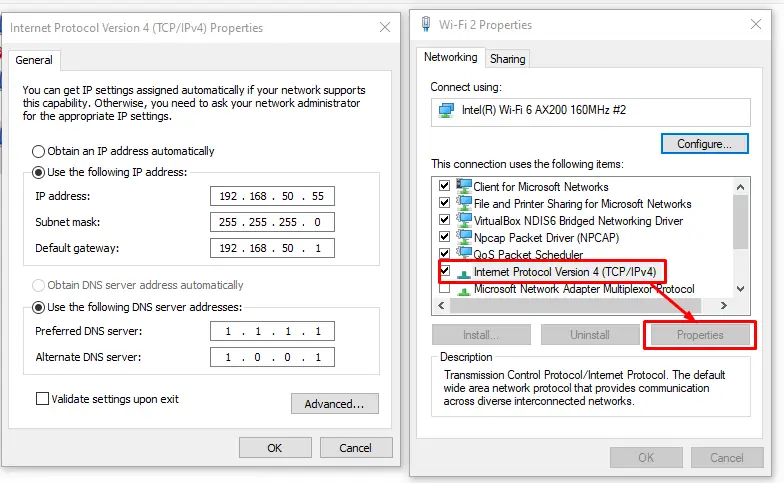 Internet Protocol Version 4 (TCP/IPv4) Properties
General
You can get IP settings assigned automatically if your network supports
this capability. Otherwise, you need to ask your network administrator
for the appropriate IP settings.
Obtain an IP address automatically
Use the following IP address:
IP address: 192 . 168 . 50 . 55
Subnet mask: 255 . 255 . 255 . 0
Default gateway: 192 . 168 . 50 . 1
Obtain DNS server address automatically
Use the following DNS server addresses:
Preferred DNS server: 1 . 1 . 1 . 1
Alternate DNS server: 1 . 0 . 0 . 1
Validate settings upon exit
Advanced...
OK Cancel
Wi-Fi 2 Properties
Networking Sharing
Connect using:
Intel(R) Wi-Fi 6 AX200 160MHz #2
Configure...
This connection uses the following items:
Client for Microsoft Networks
File and Printer Sharing for Microsoft Networks
VirtualBox NDIS6 Bridged Networking Driver
Npcap Packet Driver (NPCAP)
QoS Packet Scheduler
Internet Protocol Version 4 (TCP/IPv4)
Microsoft Network Adapter Multiplexor Protocol
Install... Uninstall Properties
Description
Transmission Control Protocol/Internet Protocol. The default
wide area network protocol that provides communication
across diverse interconnected networks.
OK Cancel